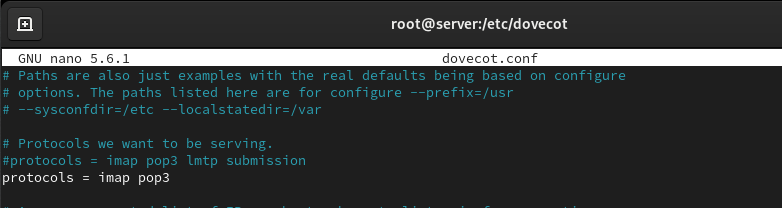 root@server:/etc/dovecot
GNU nano 5.6.1 dovecot.conf
# Paths are also just examples with the real defaults being based on configure
# options. The paths listed here are for configure --prefix=/usr
# --sysconfdir=/etc --localstatedir=/var
# Protocols we want to be serving.
#protocols = imap pop3 lmtp submission
protocols = imap pop3